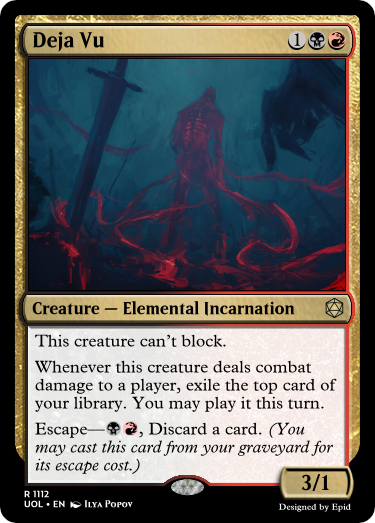 Deja Vu 1
Creature — Elemental Incarnation
This creature can't block.
Whenever this creature deals combat
damage to a player, exile the top card of
your library. You may play it this turn.
Escape—, Discard a card. (You
may cast this card from your graveyard for
its escape cost.)
3/1
R 1112
UOL • EN Ilya Popov
Designed by Epid